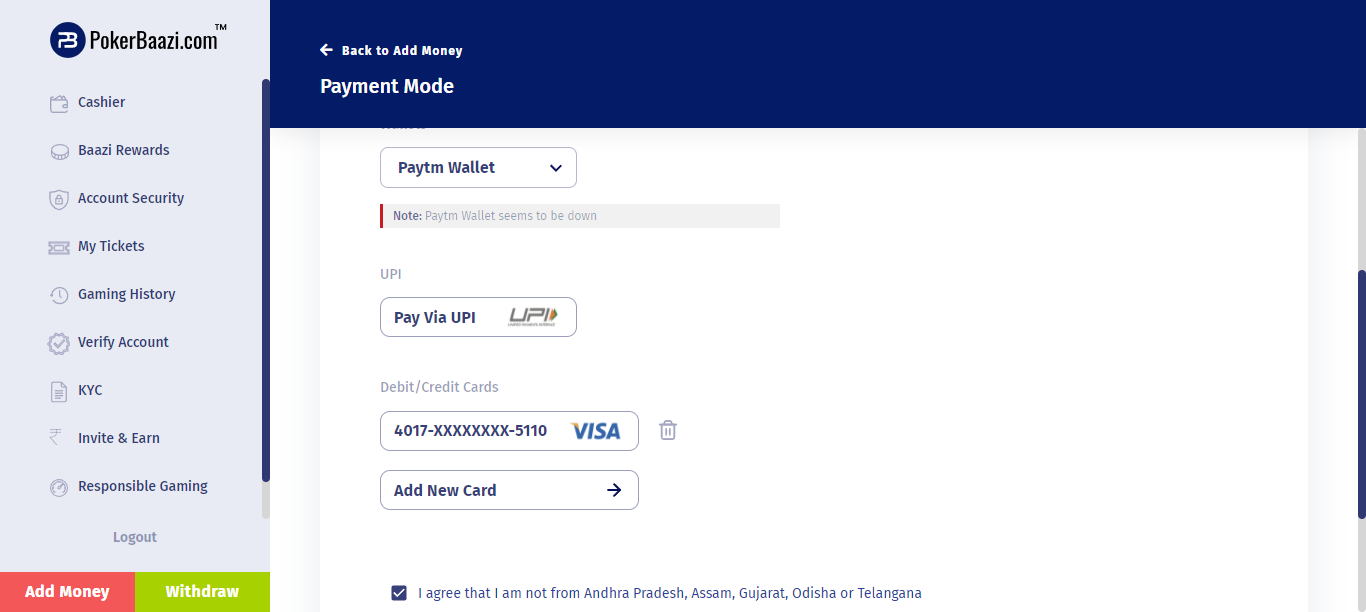 PokerBaazi.com™
Cashier
Baazi Rewards
Account Security
My Tickets
Gaming History
Verify Account
KYC
Invite & Earn
Responsible Gaming
Logout
Add Money
Withdraw
Back to Add Money
Payment Mode
Paytm Wallet
Note: Paytm Wallet seems to be down
UPI
Pay Via UPI
UPI
Debit/Credit Cards
4017-XXXXXXXX-5110
VISA
Add New Card
I agree that I am not from Andhra Pradesh, Assam, Gujarat, Odisha or Telangana